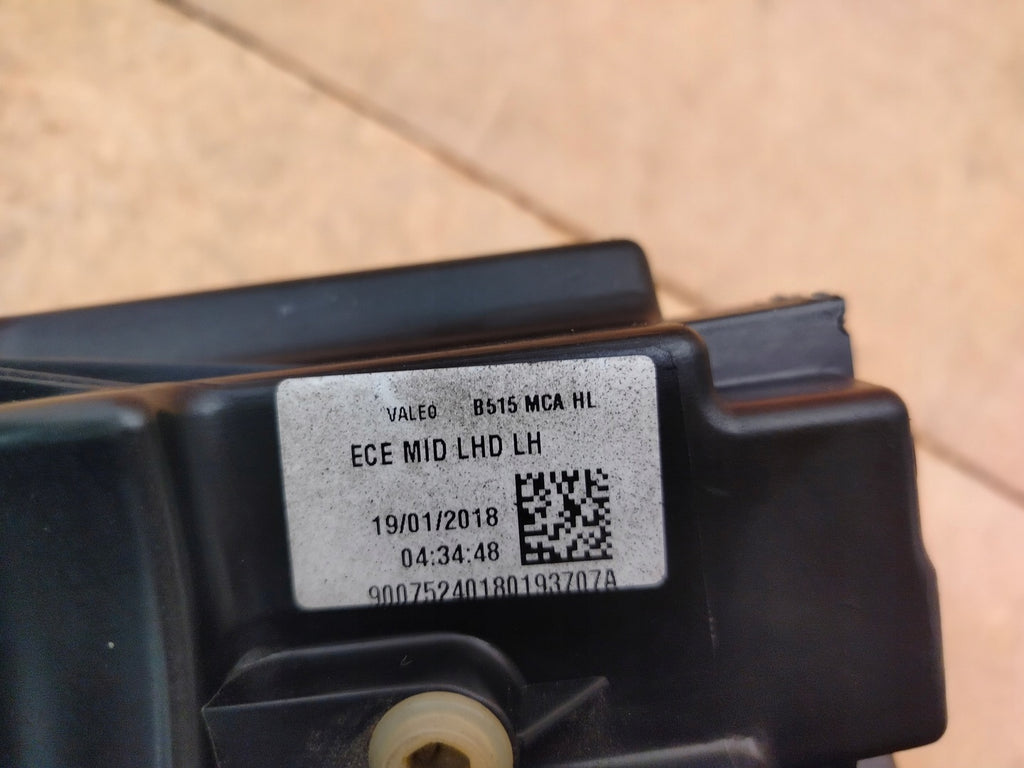 VALEO B515 MCA HL
ECE MID LHD LH
19/01/2018
04:34:48
90075240180193707A